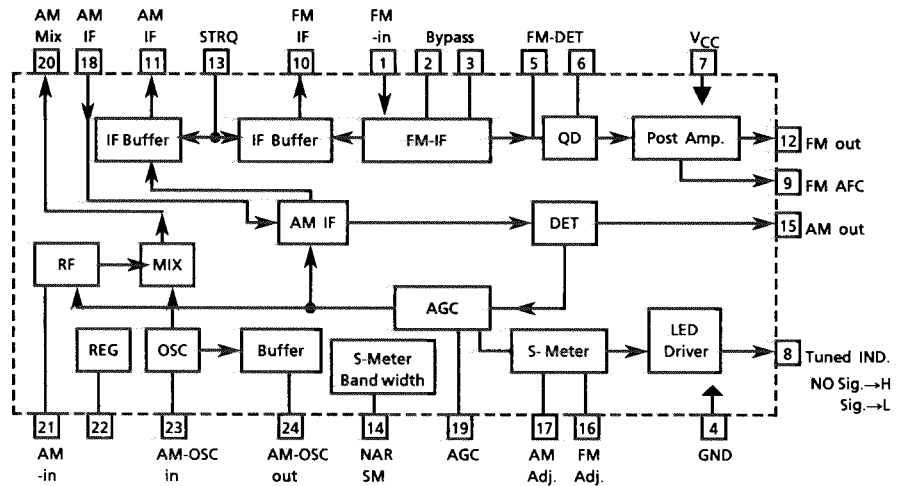 AM AM AM FM FM
Mix IF IF STRQ IF -in Bypass FM-DET VCC
20 18 11 13 10 1 2 3 5 6 7
IF Buffer IF Buffer FM-IF QD Post Amp. 12 FM out
9 FM AFC
AM IF DET 15 AM out
RF MIX
AGC
REG OSC Buffer S-Meter Band width S-Meter LED Driver 8 Tuned IND.
NO Sig.→H
Sig.→L
21 22 23 24 14 19 17 16 4
AM AM-OSC AM-OSC NAR AGC AM FM GND
-in in out SM Adj. Adj.